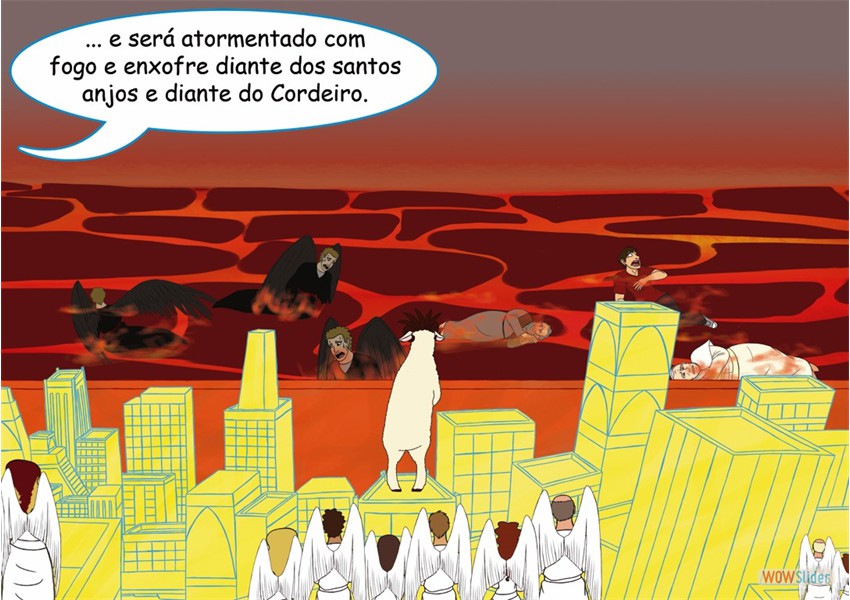 ... e será atormentado com
fogo e enxofre diante dos santos
anjos e diante do Cordeiro.
WOWSlider